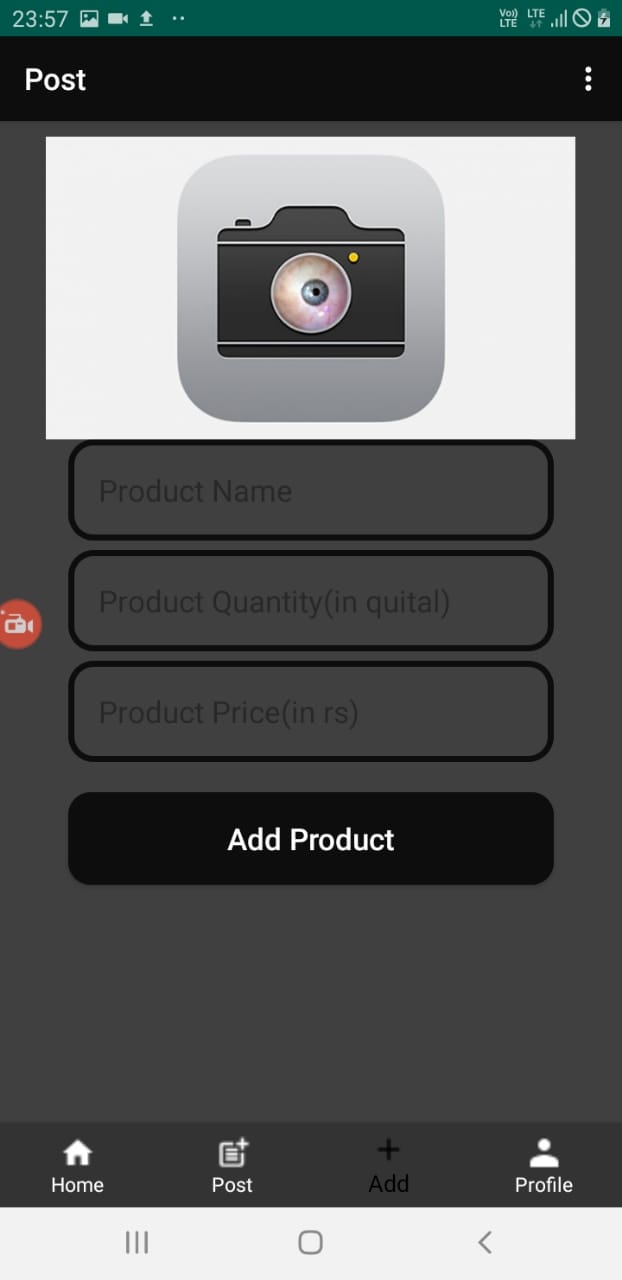 23:57
Vo)) LTE
LTE
Post
Product Name
Product Quantity(in quital)
Product Price(in rs)
Add Product
Home
Post
Add
Profile